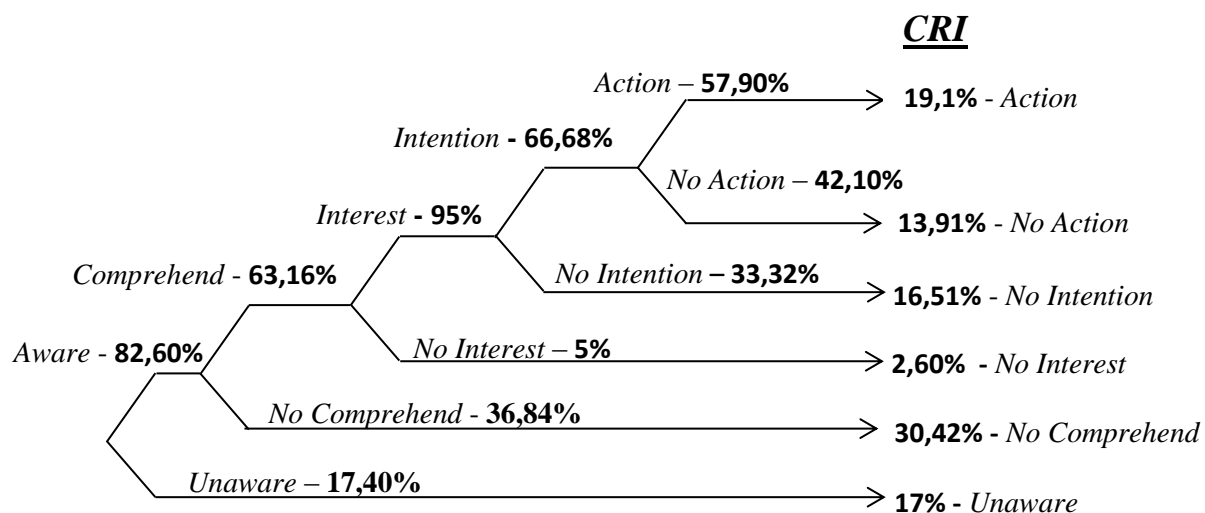 CRI
Action – 57,90%
19,1% - Action
Intention - 66,68%
No Action – 42,10%
Interest - 95%
13,91% - No Action
Comprehend - 63,16%
No Intention – 33,32%
16,51% - No Intention
Aware - 82,60%
No Interest – 5%
2,60% - No Interest
No Comprehend - 36,84%
30,42% - No Comprehend
Unaware – 17,40%
17% - Unaware